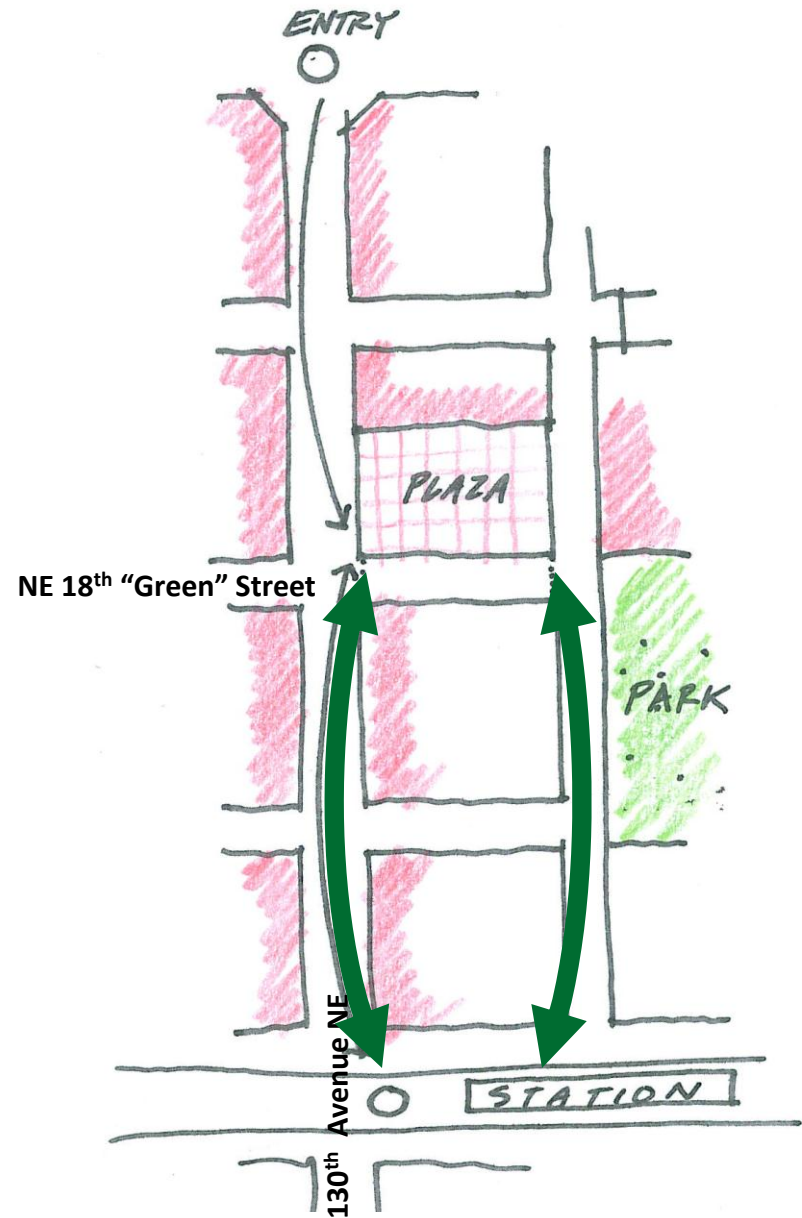 ENTRY
PLAZA
NE 18th “Green” Street
PARK
130th Avenue NE
STATION